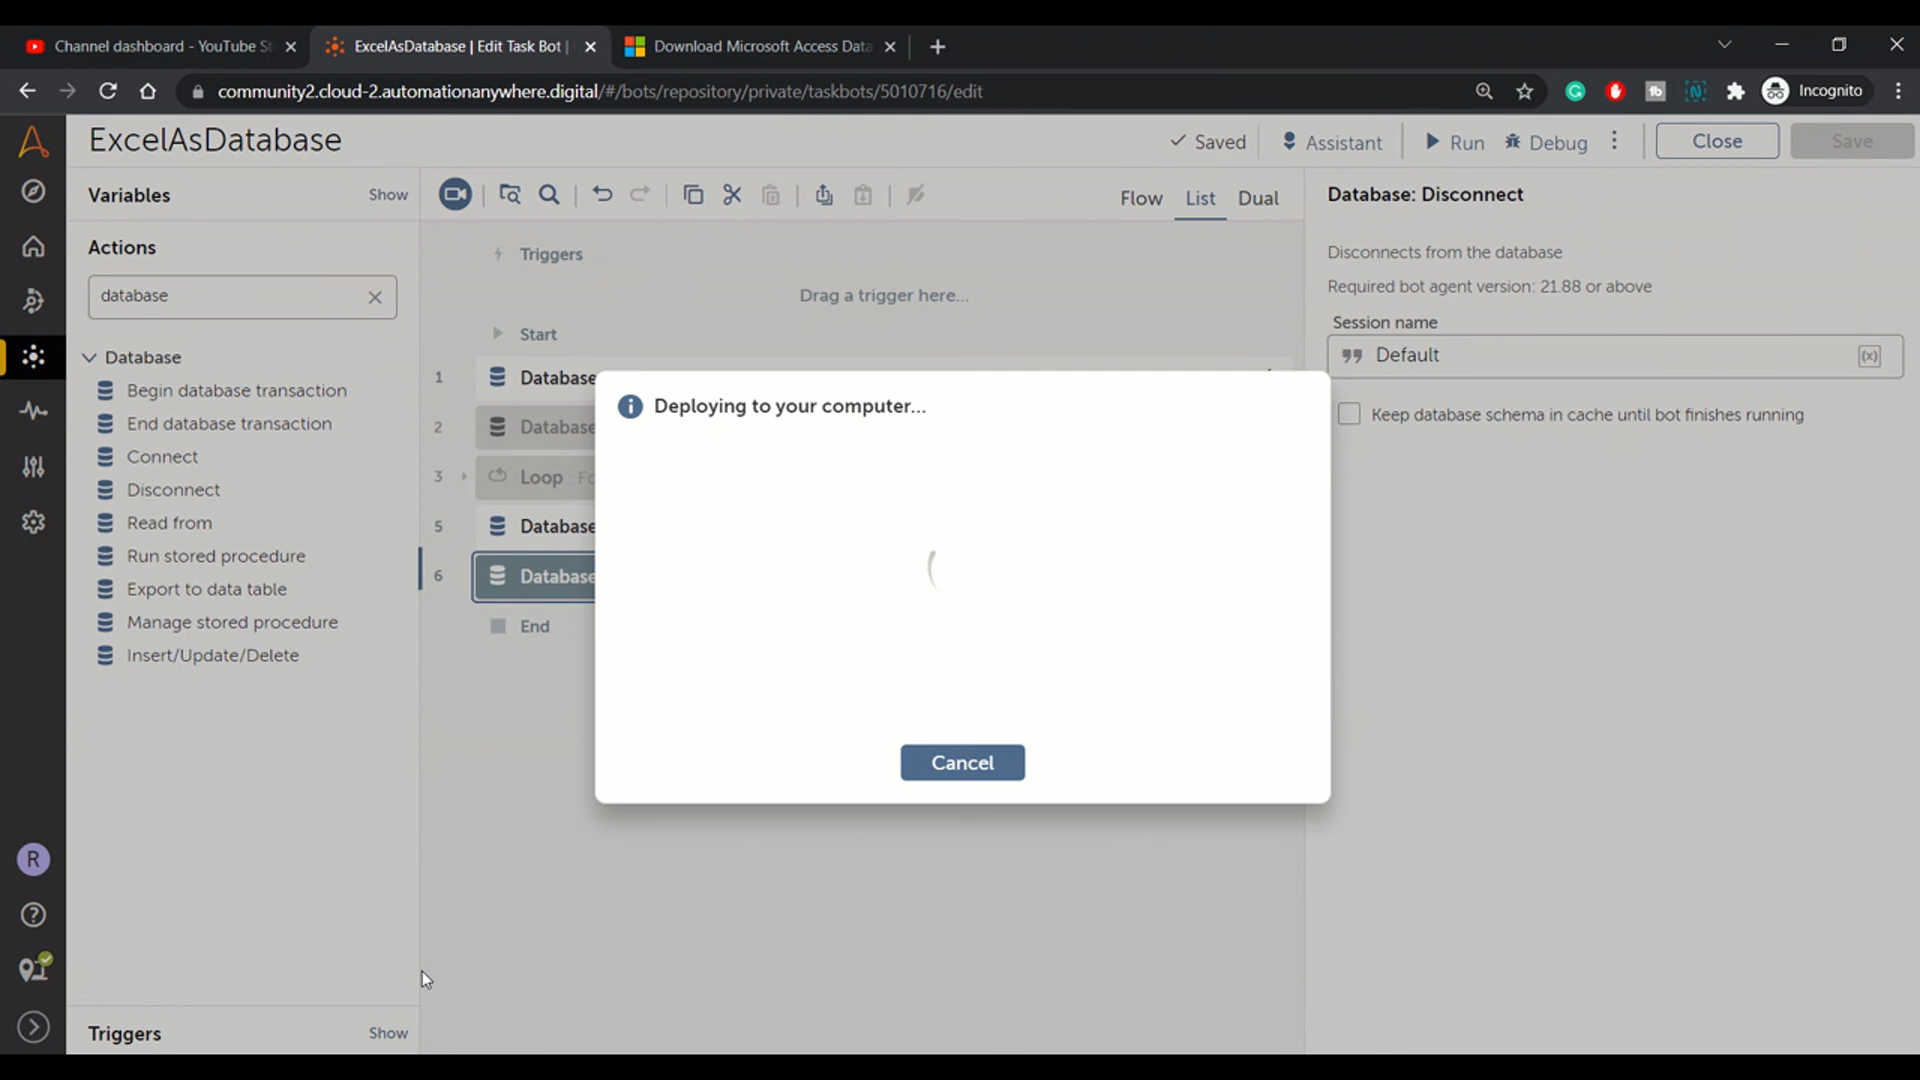 Channel dashboard - YouTube St
ExcelAsDatabase | Edit Task Bot |
Download Microsoft Access Data
community2.cloud-2.automationanywhere.digital/#/bots/repository/private/taskbots/5010716/edit
Incognito
ExcelAsDatabase
Saved
Assistant
Run
Debug
Close
Save
Variables
Show
Flow
List
Dual
Database: Disconnect
Actions
Triggers
Disconnects from the database
Required bot agent version: 21.88 or above
database
Drag a trigger here...
Session name
Start
Default
(x)
Database
1 Database
Begin database transaction
Deploying to your computer...
Keep database schema in cache until bot finishes running
End database transaction
2 Database
Connect
3 Loop : Fo
Disconnect
Read from
5 Database
Run stored procedure
6 Database
Export to data table
Manage stored procedure
End
Insert/Update/Delete
Cancel
R
Triggers
Show